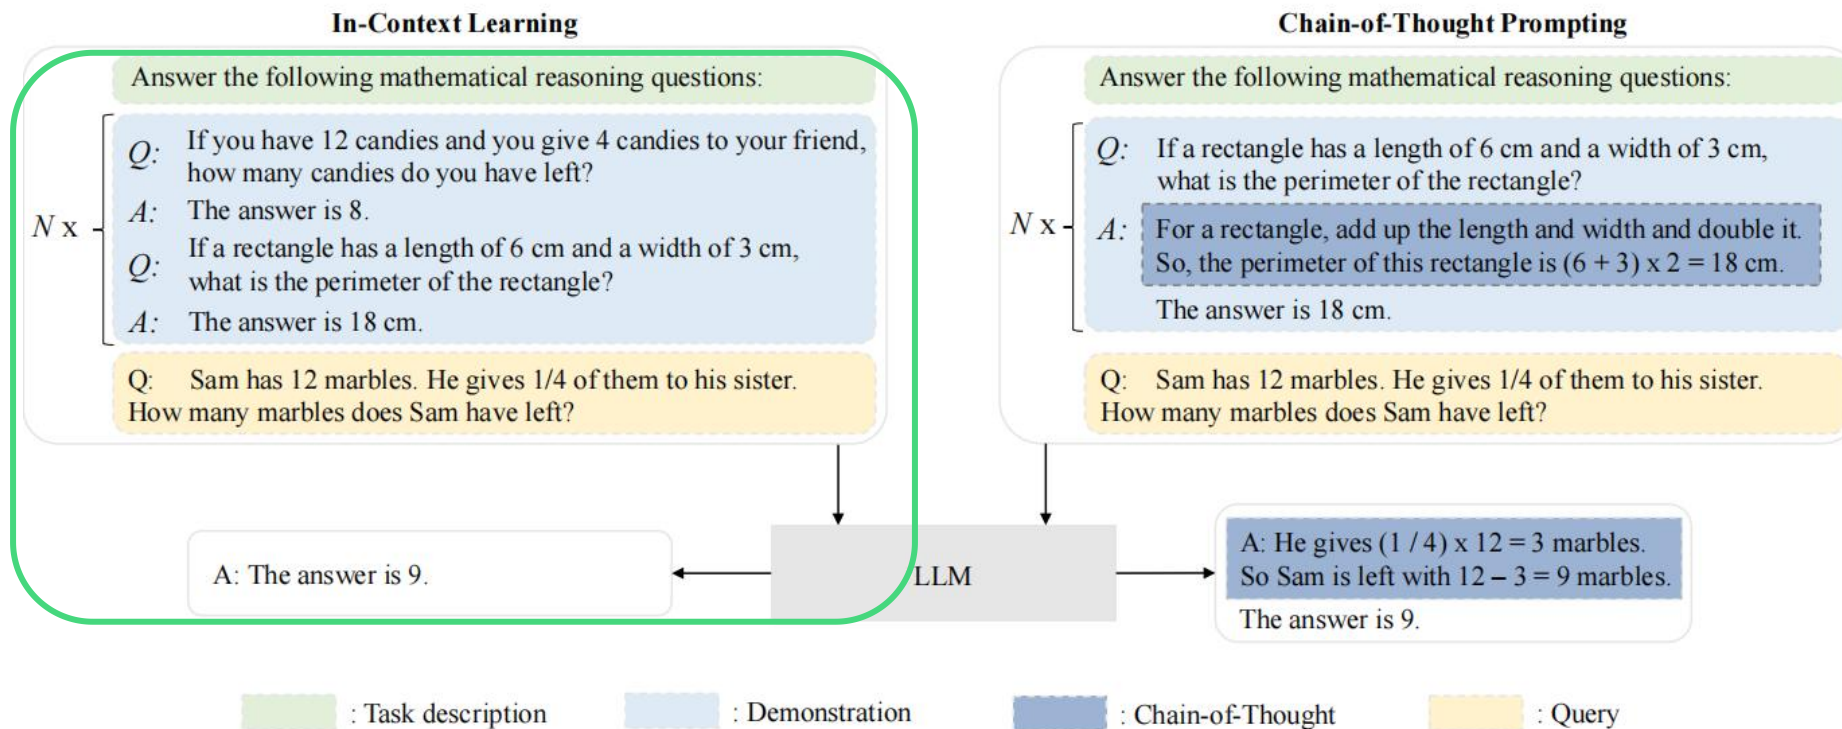 In-Context Learning
Answer the following mathematical reasoning questions:
N x
Q: If you have 12 candies and you give 4 candies to your friend,
how many candies do you have left?
A: The answer is 8.
Q: If a rectangle has a length of 6 cm and a width of 3 cm,
what is the perimeter of the rectangle?
A: The answer is 18 cm.
Q: Sam has 12 marbles. He gives 1/4 of them to his sister.
How many marbles does Sam have left?
Chain-of-Thought Prompting
Answer the following mathematical reasoning questions:
N x
Q: If a rectangle has a length of 6 cm and a width of 3 cm,
what is the perimeter of the rectangle?
A: For a rectangle, add up the length and width and double it.
So, the perimeter of this rectangle is (6 + 3) x 2 = 18 cm.
The answer is 18 cm.
Q: Sam has 12 marbles. He gives 1/4 of them to his sister.
How many marbles does Sam have left?
A: The answer is 9.
LLM
A: He gives (1 / 4) x 12 = 3 marbles.
So Sam is left with 12 – 3 = 9 marbles.
The answer is 9.
: Task description
: Demonstration
: Chain-of-Thought
: Query